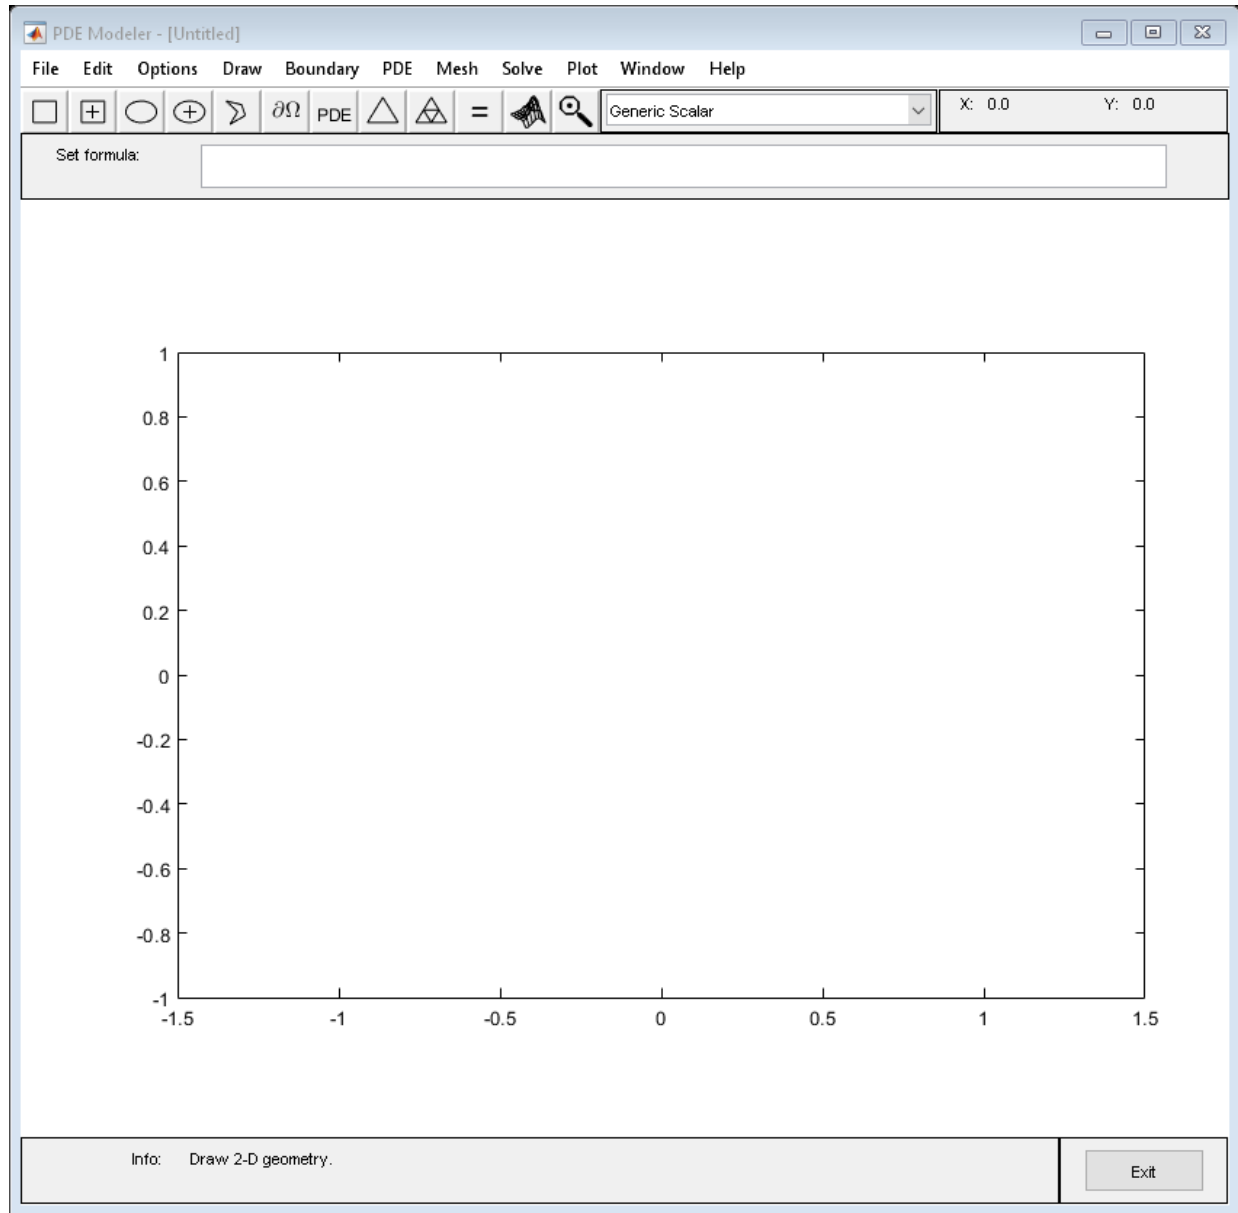 PDE Modeler - [Untitled]
File Edit Options Draw Boundary PDE Mesh Solve Plot Window Help
∂Ω PDE = Generic Scalar X: 0.0 Y: 0.0
Set formula:
1
0.8
0.6
0.4
0.2
0
-0.2
-0.4
-0.6
-0.8
-1
-1.5 -1 -0.5 0 0.5 1 1.5
Info: Draw 2-D geometry. Exit